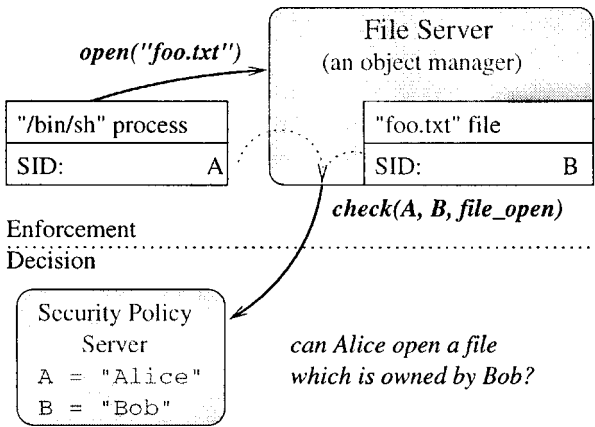 File Server
open("foo.txt")
(an object manager)
"/bin/sh" process
"foo.txt" file
SID: A
SID: B
check(A, B, file_open)
Enforcement
Decision
Security Policy
Server
A = "Alice"
B = "Bob"
can Alice open a file
which is owned by Bob?